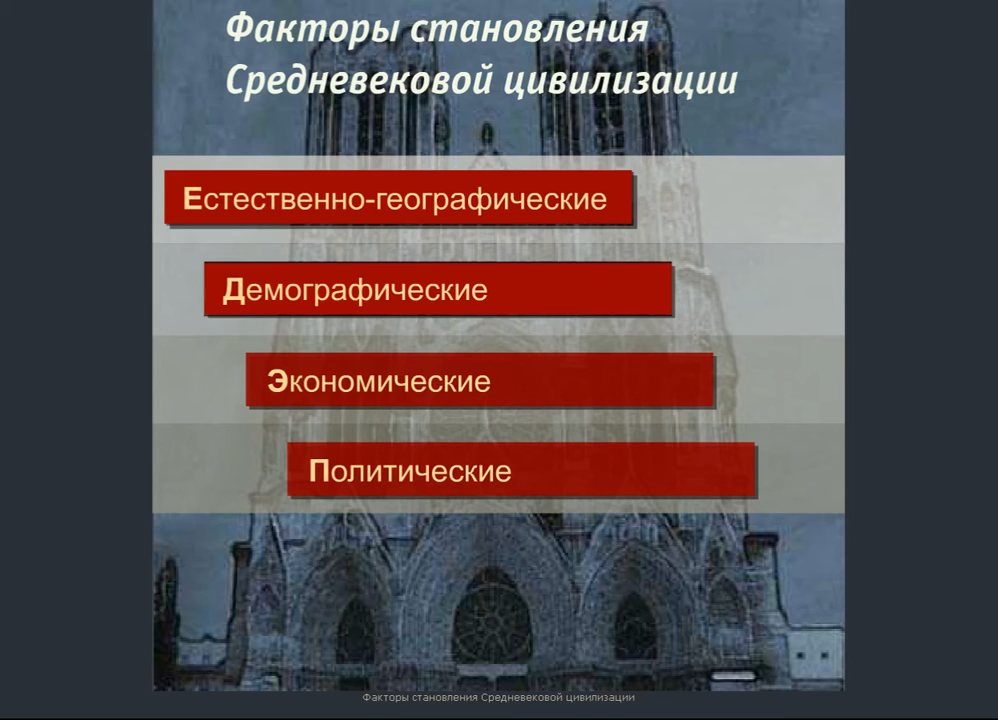 Факторы становления
Средневековой цивилизации
Естественно-географические
Демографические
Экономические
Политические
Факторы становления Средневековой цивилизации